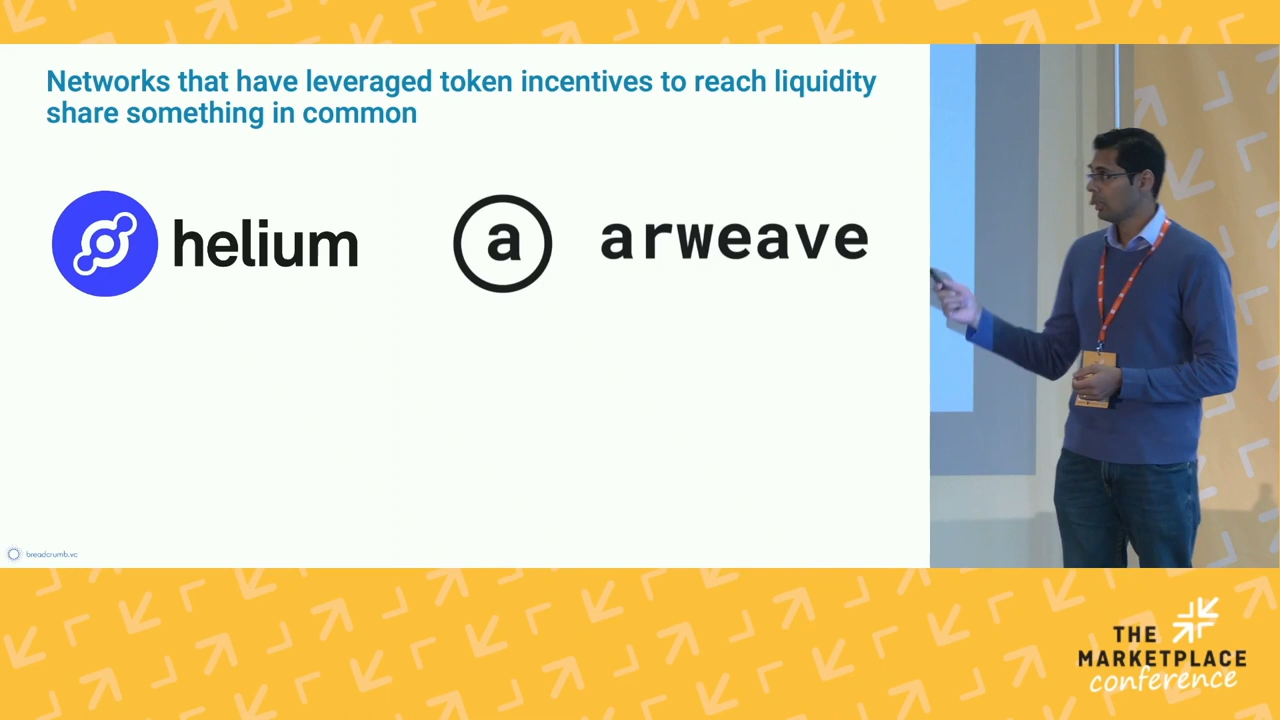 Networks that have leveraged token incentives to reach liquidity
share something in common
helium
a arweave
breadcrumb.vc
THE
MARKETPLACE
conference